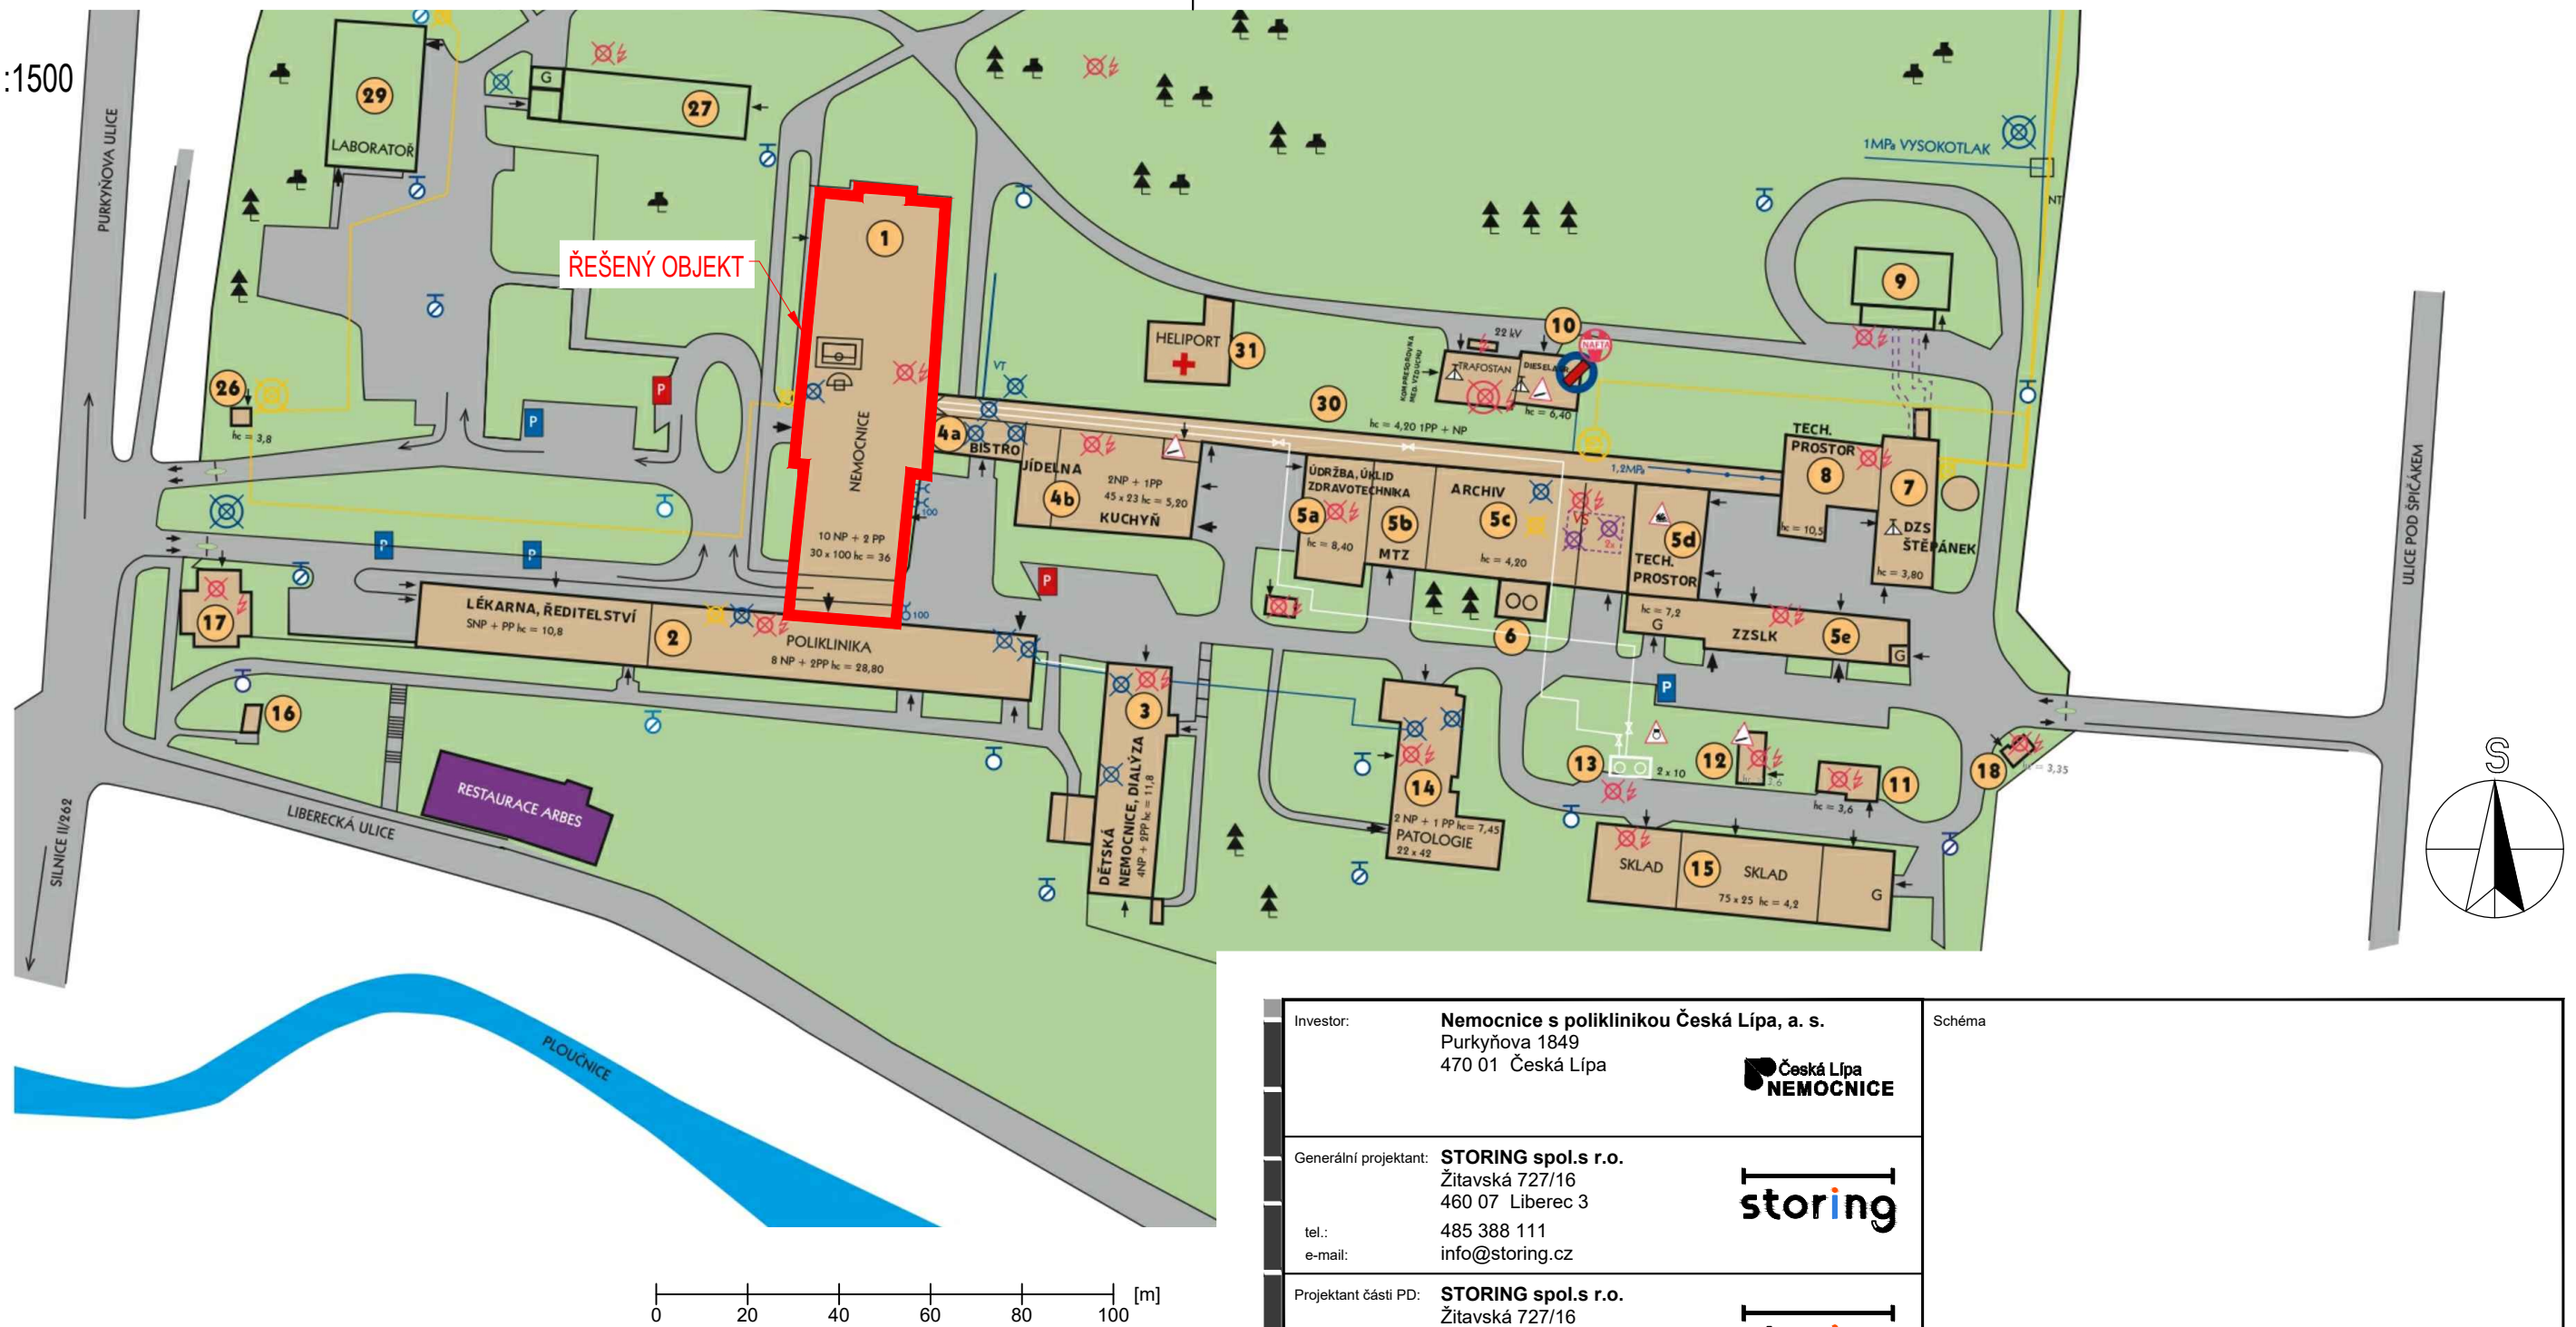 :1500
PURKYŇOVA ULICE
29
LABORATOŘ
G
27
1MPa VYSOKOTLAK
NT
ŘEŠENÝ OBJEKT
1
NEMOCNICE
10 NP + 2 PP
30 x 100 hc = 36
HELIPORT
31
30
hc = 4,20 1PP + NP
22 kV
10
NAFTA
KOMPRESOROVNA
MED. VZDUCHU
TRAFOSTAN
hc = 6,40
9
26
hc = 3,8
P
P
P
P
VT
4a
BISTRO
JÍDELNA
4b
2NP + 1PP
45 x 23 hc = 5,20
KUCHYŇ
100
100
1,2MPa
ÚDRŽBA, ÚKLID
ZDRAVOTECHNIKA
5a
hc = 8,40
5b
MTZ
ARCHIV
5c
hc = 4,20
VS
2x
5d
TECH.
PROSTOR
TECH.
PROSTOR
8
hc = 10,5
7
DZS
ŠTĚPÁNEK
hc = 3,80
ULICE POD ŠPIČÁKEM
17
LÉKARNA, ŘEDITELSTVÍ
5NP + PP hc = 10,8
2
POLIKLINIKA
8 NP + 2PP hc = 28,80
P
6
hc = 7,2
G
ZZSLK
5e
G
P
16
RESTAURACE ARBES
LIBERECKÁ ULICE
SILNICE II/262
3
DĚTSKÁ
NEMOCNICE, DIALÝZA
4NP + 2PP hc = 11,8
14
2 NP + 1 PP hc = 7,45
PATOLOGIE
22 x 42
13
2 x 10
12
11
hc = 3,6
18
hc = 3,35
SKLAD
15
SKLAD
75 x 25 hc = 4,2
G
S
PLOUČNICE
0 20 40 60 80 100 [m]
Investor: Nemocnice s poliklinikou Česká Lípa, a. s.
Purkyňova 1849
470 01 Česká Lípa
Česká Lípa
NEMOCNICE
Schéma
Generální projektant: STORING spol.s r.o.
Žitavská 727/16
460 07 Liberec 3
tel.: 485 388 111
e-mail: info@storing.cz
storing
Projektant části PD: STORING spol.s r.o.
Žitavská 727/16